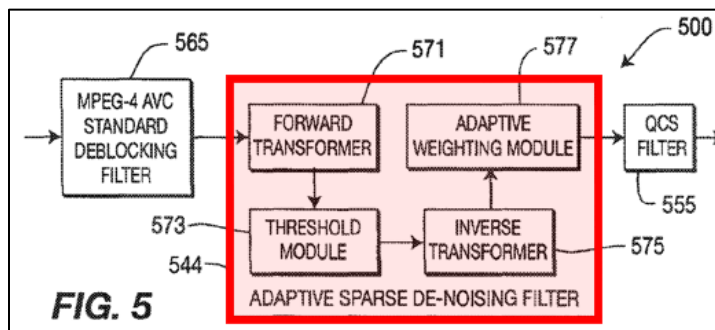 565
571
577
500
MPEG-4 AVC
STANDARD
DEBLOCKING
FILTER
FORWARD
TRANSFORMER
ADAPTIVE
WEIGHTING MODULE
QCS
FILTER
555
573
THRESHOLD
MODULE
INVERSE
TRANSFORMER
575
544
FIG. 5
ADAPTIVE SPARSE DE-NOISING FILTER